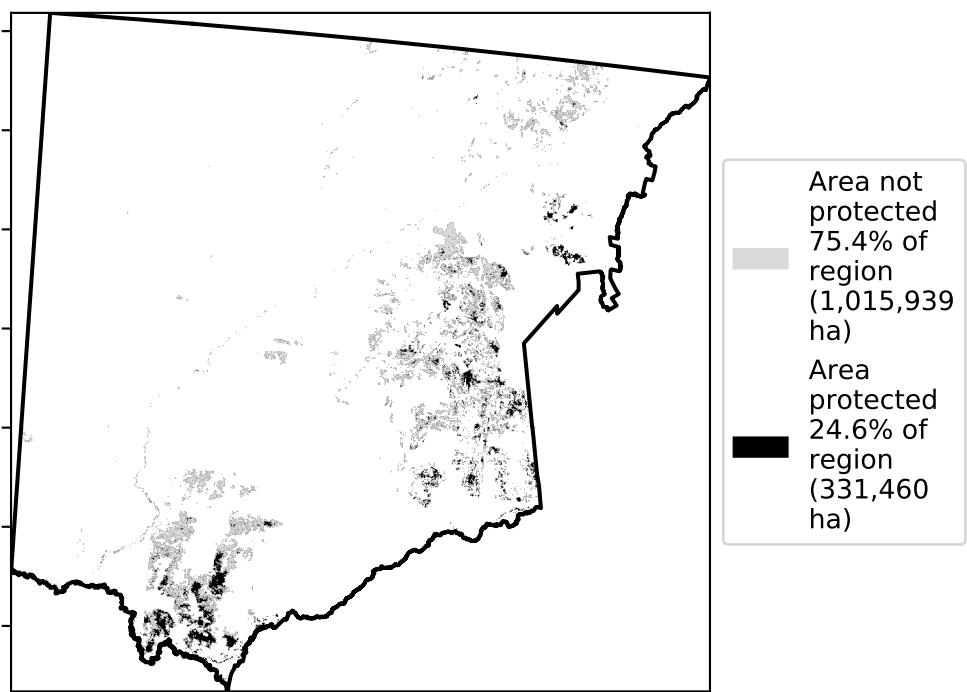 Area not
protected
75.4% of
region
(1,015,939
ha)
Area
protected
24.6% of
region
(331,460
ha)